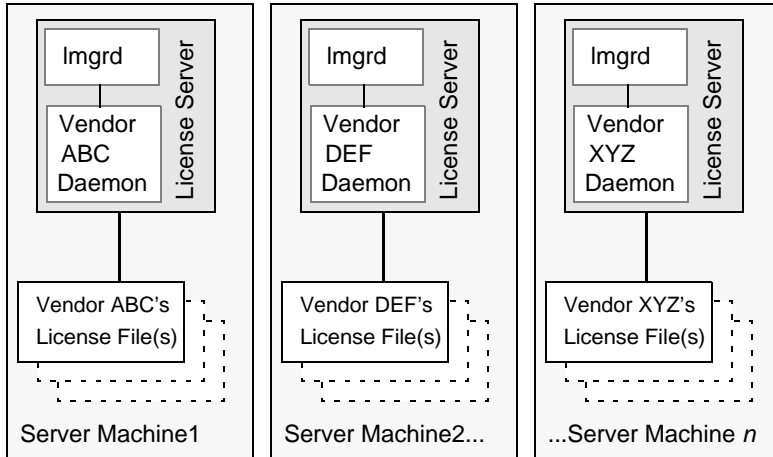 lmgrd
Vendor
ABC
Daemon
License Server
Vendor ABC's
License File(s)
Server Machine1
lmgrd
Vendor
DEF
Daemon
License Server
Vendor DEF's
License File(s)
Server Machine2...
lmgrd
Vendor
XYZ
Daemon
License Server
Vendor XYZ's
License File(s)
...Server Machine n